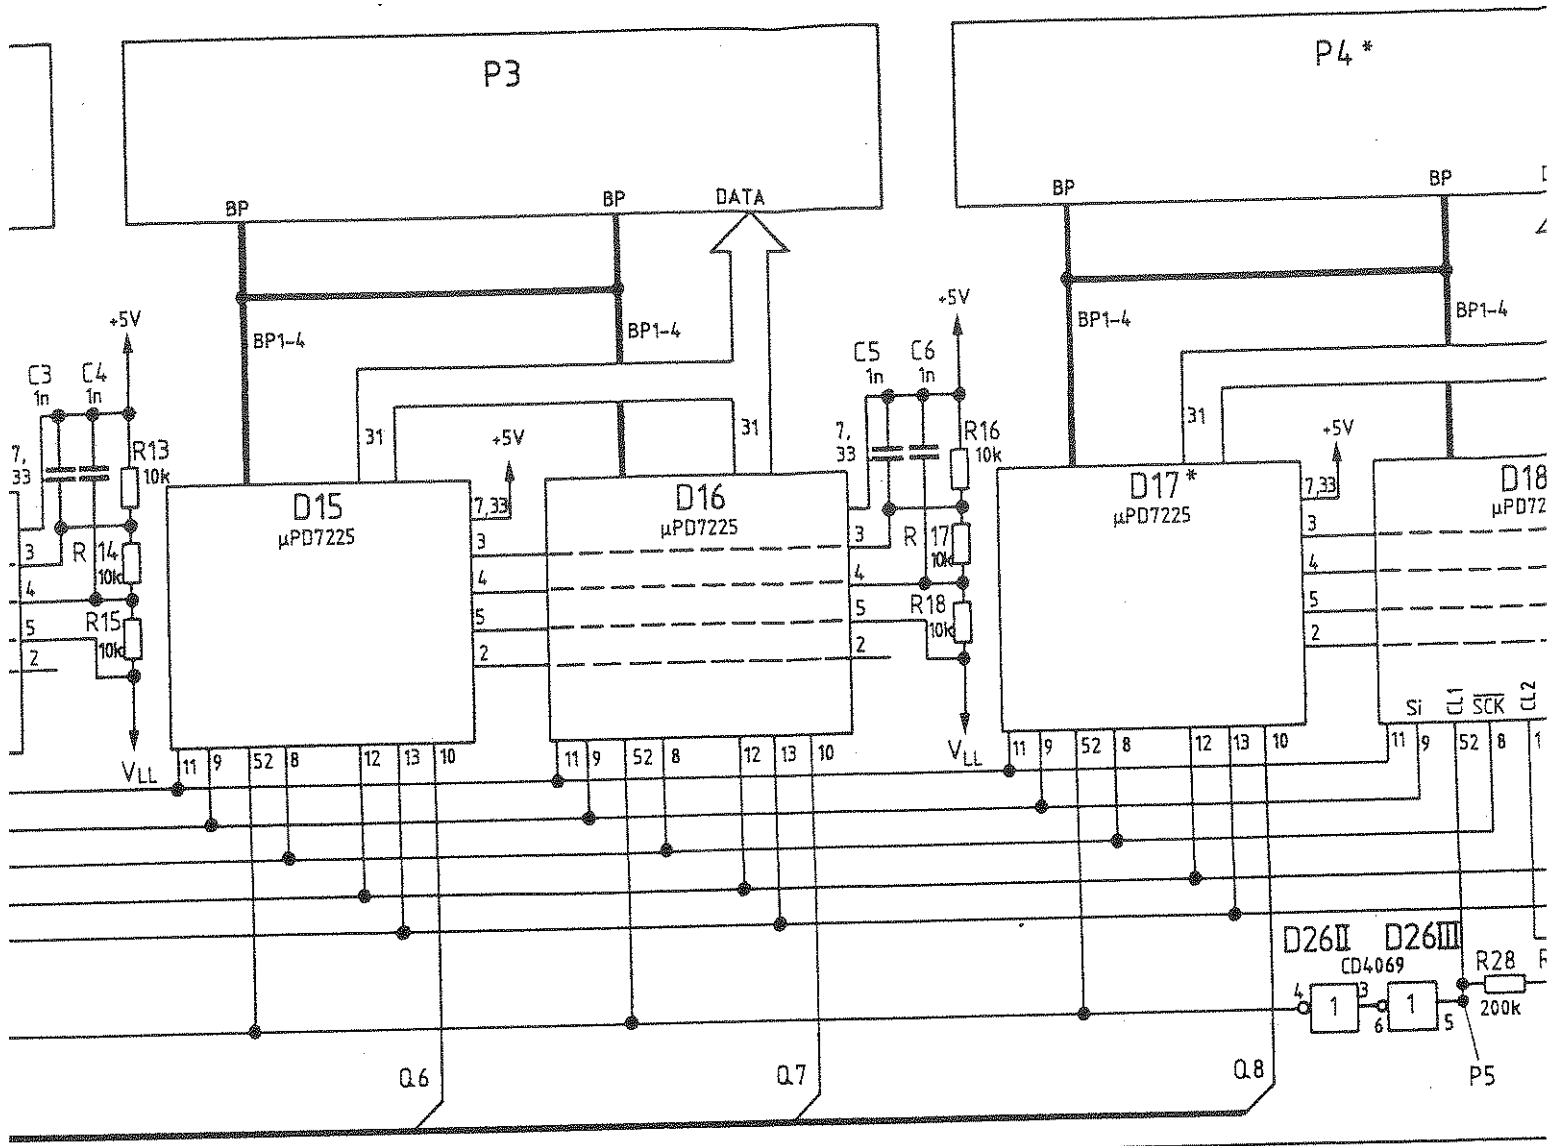 P3
P4 *
BP
BP
DATA
BP
BP
+5V
BP1-4
BP1-4
+5V
BP1-4
BP1-4
C3
1n
C4
1n
C5
1n
C6
1n
7,
33
R13
10k
31
+5V
31
7,
33
R16
10k
31
+5V
D15
µPD7225
7,33
D16
µPD7225
D17*
µPD7225
7,33
D18
µPD72
3
R 14
10k
3
3
R 17
10k
3
4
4
4
4
5
R15
10k
5
5
R18
10k
5
2
2
2
2
Si
CL1
SCK
CL2
VLL
11
9
52
8
12
13
10
11
9
52
8
12
13
10
VLL
11
9
52
8
12
13
10
11
9
52
8
1
D26II
D26III
CD4069
R28
200k
4
1
3
6
1
5
P5
Q6
Q7
Q8